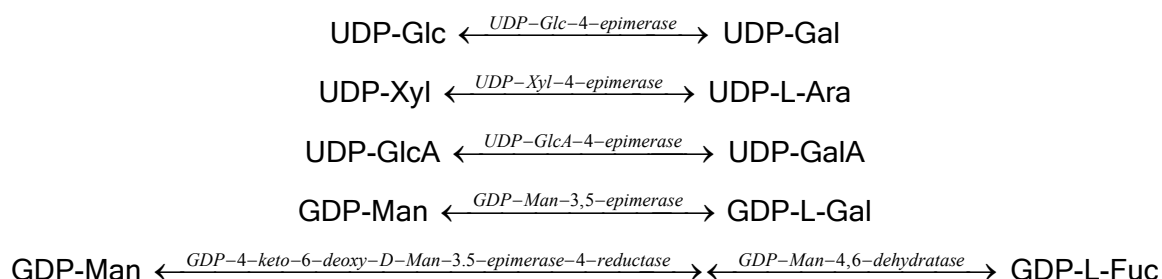 UDP-Glc ⟷ UDP-Glc-4-epimerase UDP-Gal
UDP-Xyl ⟷ UDP-Xyl-4-epimerase UDP-L-Ara
UDP-GlcA ⟷ UDP-GlcA-4-epimerase UDP-GalA
GDP-Man ⟷ GDP-Man-3,5-epimerase GDP-L-Gal
GDP-Man ⟷ GDP-4-keto-6-deoxy-D-Man-3.5-epimerase-4-reductase ⟷ GDP-Man-4,6-dehydratase GDP-L-Fuc